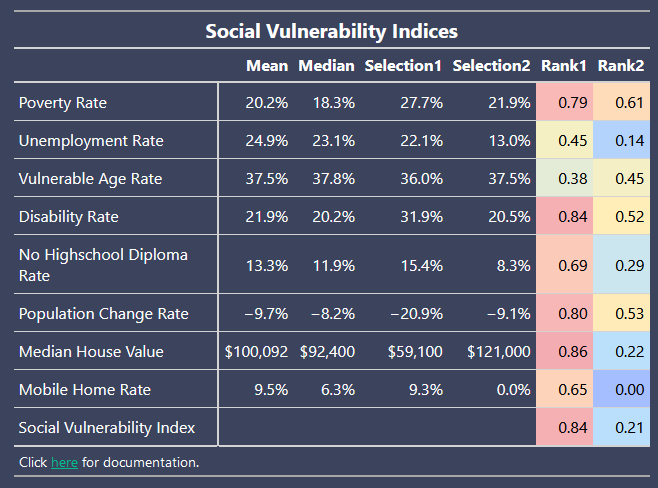 Social Vulnerability Indices
Mean Median Selection1 Selection2 Rank1 Rank2
Poverty Rate 20.2% 18.3% 27.7% 21.9% 0.79 0.61
Unemployment Rate 24.9% 23.1% 22.1% 13.0% 0.45 0.14
Vulnerable Age Rate 37.5% 37.8% 36.0% 37.5% 0.38 0.45
Disability Rate 21.9% 20.2% 31.9% 20.5% 0.84 0.52
No Highschool Diploma
Rate 13.3% 11.9% 15.4% 8.3% 0.69 0.29
Population Change Rate −9.7% −8.2% −20.9% −9.1% 0.80 0.53
Median House Value $100,092 $92,400 $59,100 $121,000 0.86 0.22
Mobile Home Rate 9.5% 6.3% 9.3% 0.0% 0.65 0.00
Social Vulnerability Index 0.84 0.21
Click here for documentation.